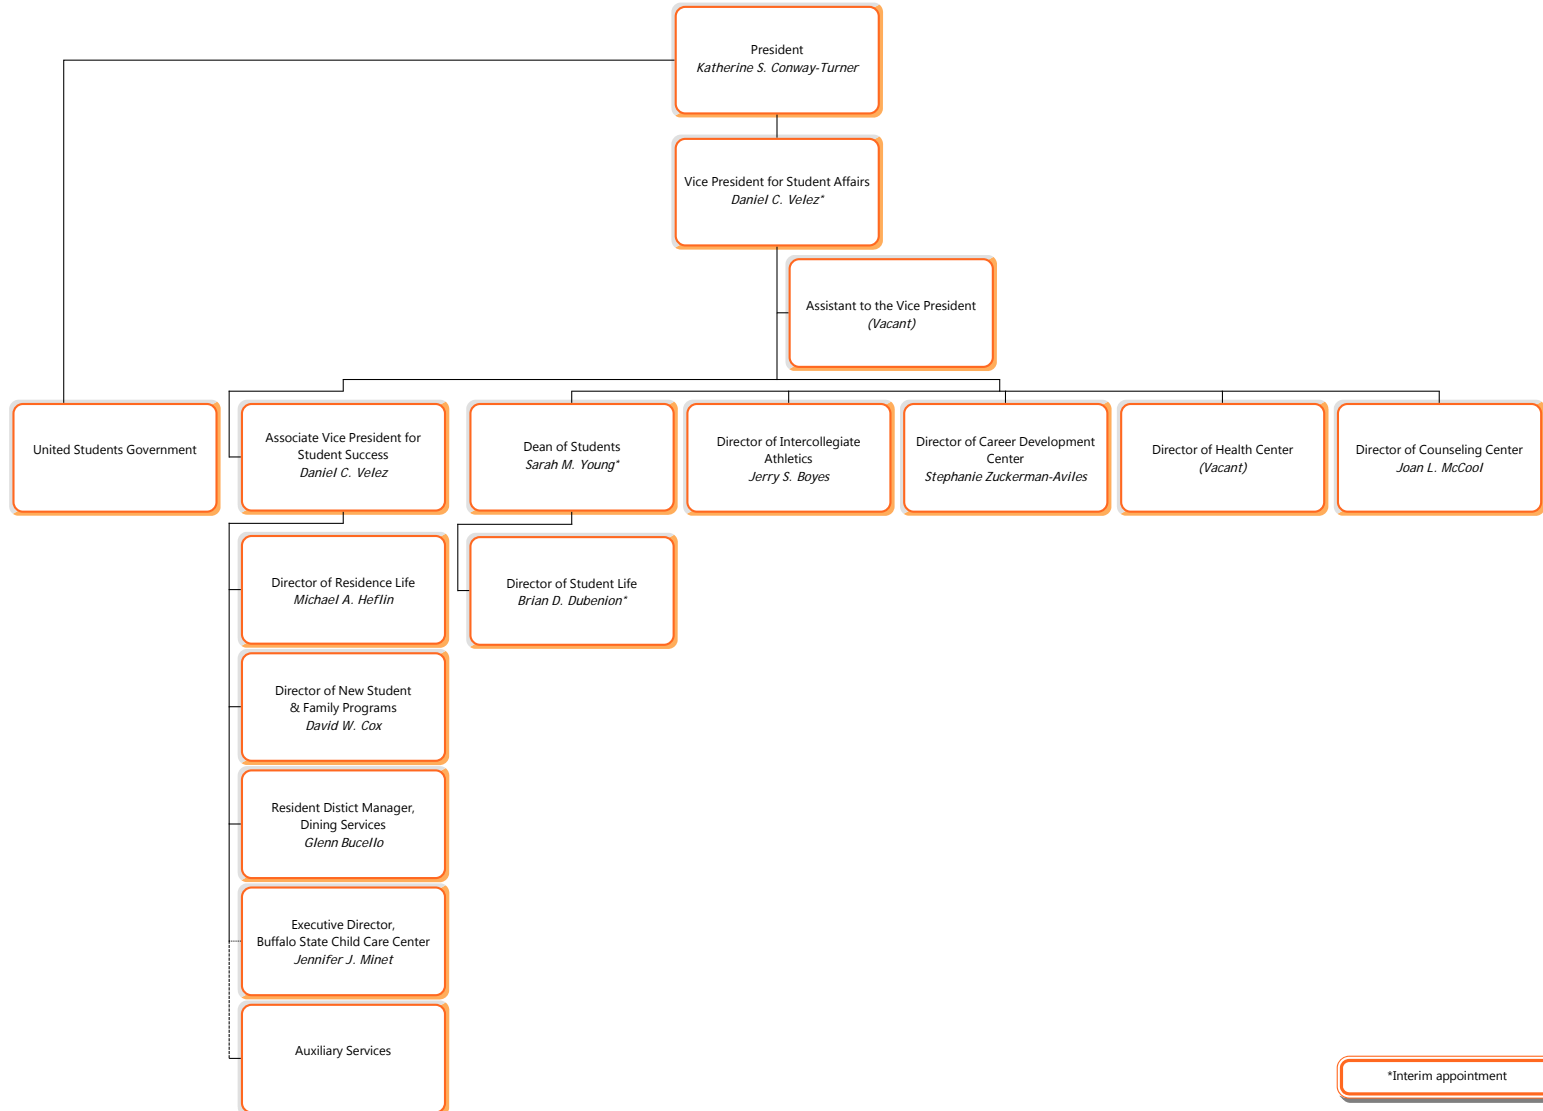 President
Katherine S. Conway-Turner
Vice President for Student Affairs
Daniel C. Velez*
Assistant to the Vice President
(Vacant)
United Students Government
Associate Vice President for
Student Success
Daniel C. Velez
Dean of Students
Sarah M. Young*
Director of Intercollegiate
Athletics
Jerry S. Boyes
Director of Career Development
Center
Stephanie Zuckerman-Aviles
Director of Health Center
(Vacant)
Director of Counseling Center
Joan L. McCool
Director of Residence Life
Michael A. Heflin
Director of Student Life
Brian D. Dubenion*
Director of New Student
& Family Programs
David W. Cox
Resident Distict Manager,
Dining Services
Glenn Bucello
Executive Director,
Buffalo State Child Care Center
Jennifer J. Minet
Auxiliary Services
*Interim appointment